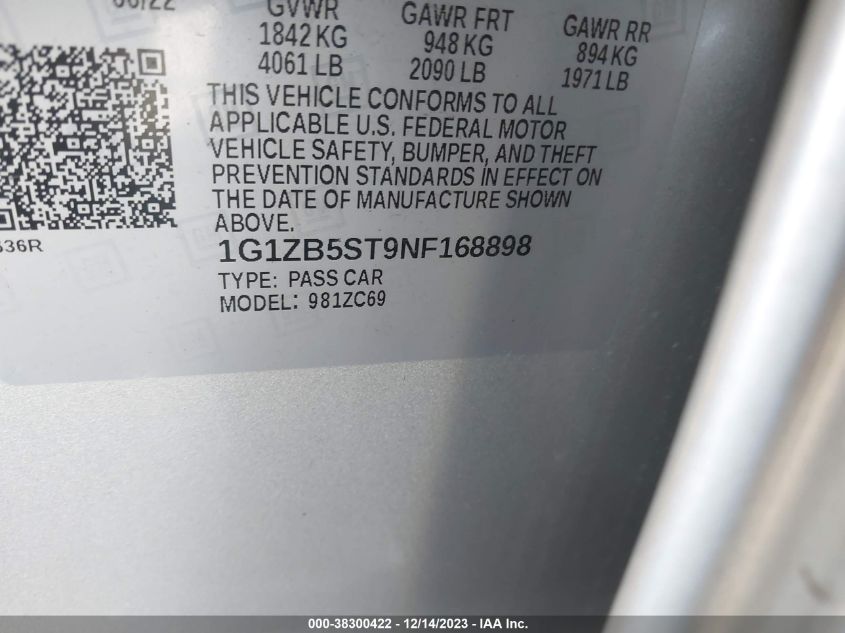 06/22
GVWR GAWR FRT GAWR RR
1842 KG 948 KG 894 KG
4061 LB 2090 LB 1971 LB
THIS VEHICLE CONFORMS TO ALL
APPLICABLE U.S. FEDERAL MOTOR
VEHICLE SAFETY, BUMPER, AND THEFT
PREVENTION STANDARDS IN EFFECT ON
THE DATE OF MANUFACTURE SHOWN
ABOVE.
1G1ZB5ST9NF168898
TYPE: PASS CAR
MODEL: 981ZC69
000-38300422 - 12/14/2023 - IAA Inc.